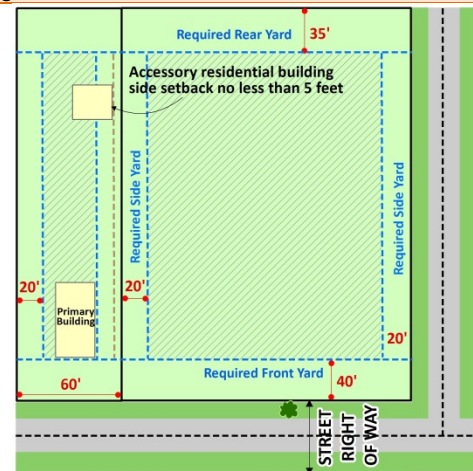 Required Rear Yard
35'
Accessory residential building
side setback no less than 5 feet
Required Side Yard
Required Side Yard
20'
20'
Primary
Building
20'
Required Front Yard
60'
40'
STREET
RIGHT
OF WAY